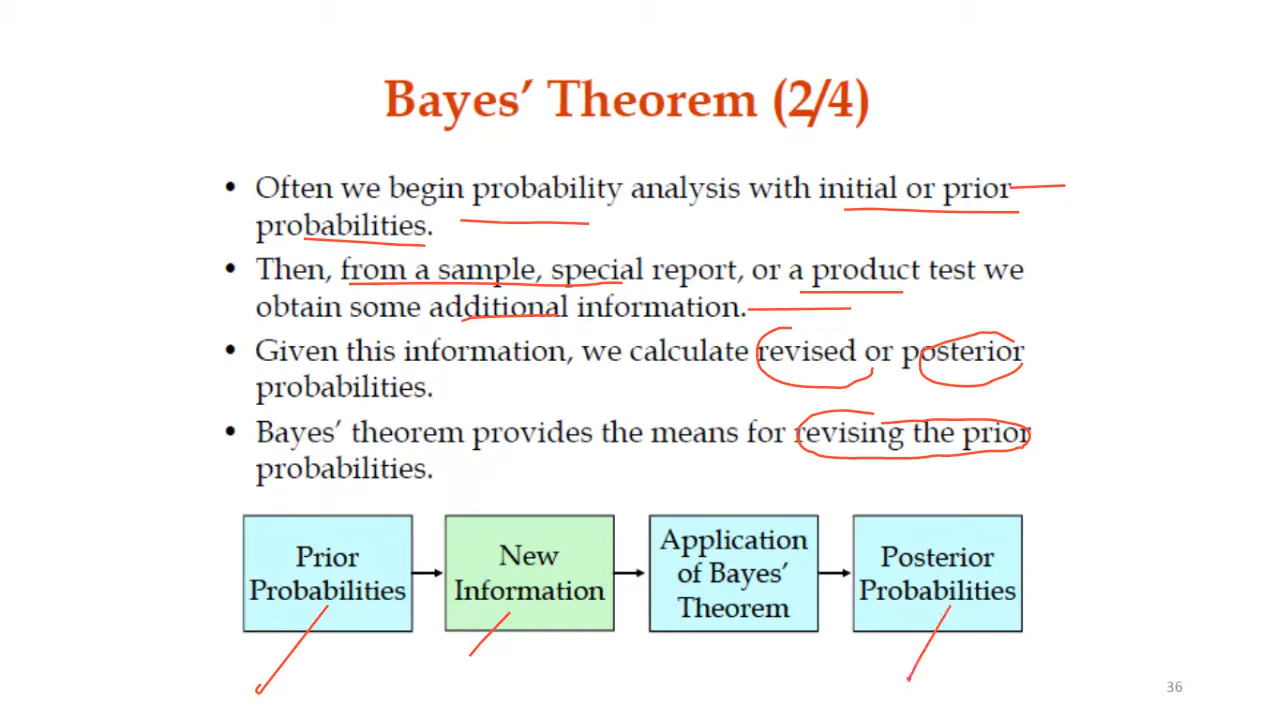 Bayes’ Theorem (2/4)
• Often we begin probability analysis with initial or prior
probabilities.
• Then, from a sample, special report, or a product test we
obtain some additional information.
• Given this information, we calculate revised or posterior
probabilities.
• Bayes’ theorem provides the means for revising the prior
probabilities.
Prior
Probabilities
New
Information
Application
of Bayes’
Theorem
Posterior
Probabilities
36